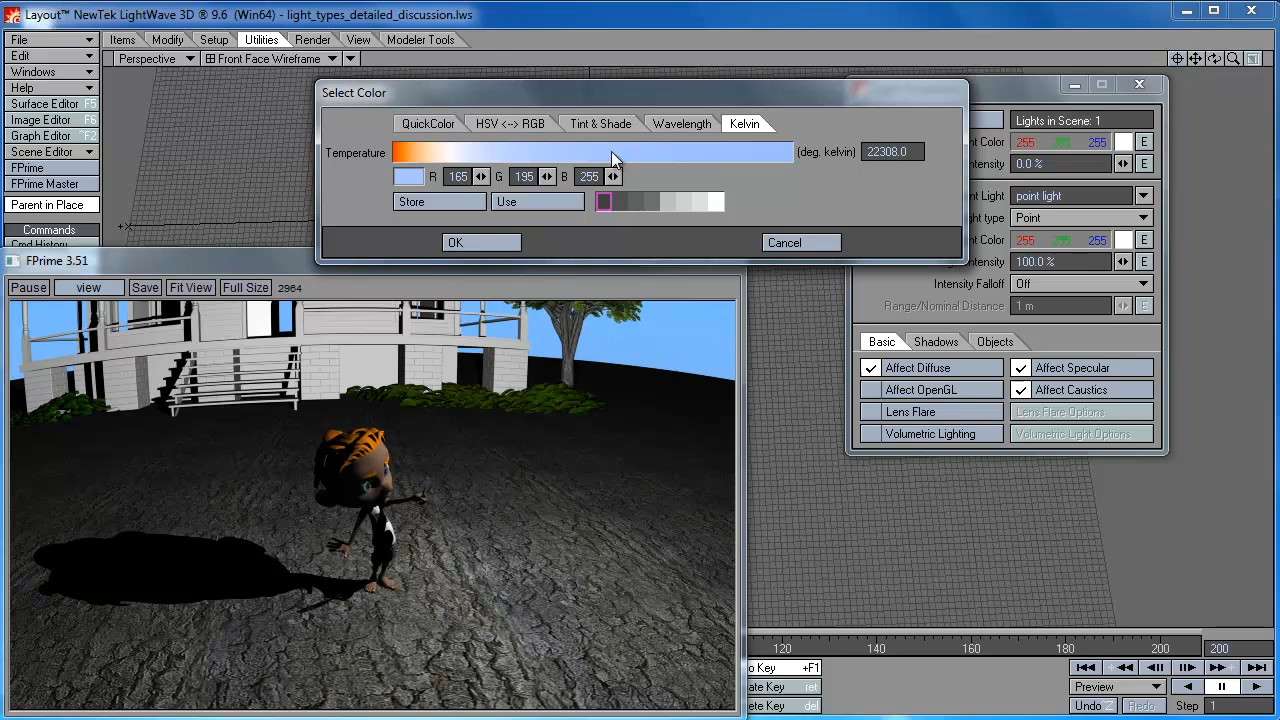 Layout™ NewTek LightWave 3D ® 9.6 (Win64) - light_types_detailed_discussion.lws
File
Items Modify Setup Utilities Render View Modeler Tools
Edit
Perspective Front Face Wireframe
Windows
Help
Surface Editor F5
Image Editor F6
Graph Editor ^F2
Scene Editor
FPrime
FPrime Master
Parent in Place
Commands
Cmd History
Select Color
QuickColor HSV <--> RGB Tint & Shade Wavelength Kelvin
Temperature (deg. kelvin) 22308.0
R 165 G 195 B 255
Store Use
OK Cancel
Lights in Scene: 1
Color 255 255 255 E
0.0 % E
Light point light
type Point
Color 255 255 255 E
Intensity 100.0 % E
Intensity Falloff Off
Range/Nominal Distance 1 m E
Basic Shadows Objects
Affect Diffuse Affect Specular
Affect OpenGL Affect Caustics
Lens Flare Lens Flare Options
Volumetric Lighting Volumetric Light Options
FPrime 3.51
Pause view Save Fit View Full Size 2964
120 140 160 180 200 200
Key +F1
Key ret
Preview
Key del
Undo Z Redo Step 1